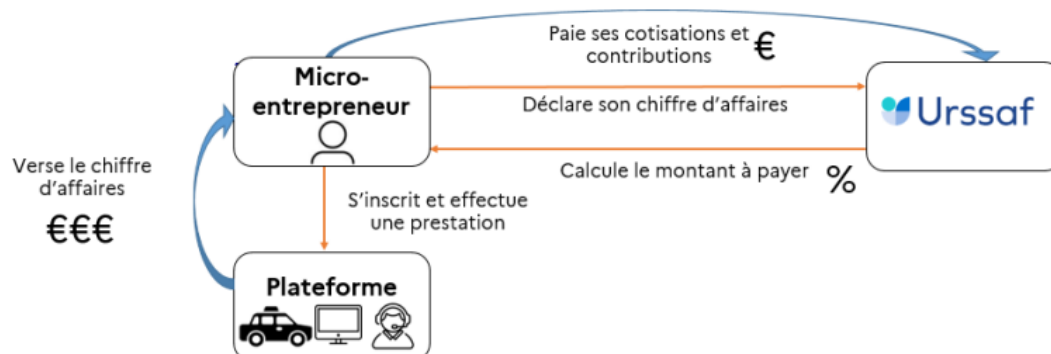 Paie ses cotisations et
contributions €
Micro-
entrepreneur
Déclare son chiffre d'affaires
Urssaf
Verse le chiffre
d'affaires
€€€
Calcule le montant à payer %
S'inscrit et effectue
une prestation
Plateforme